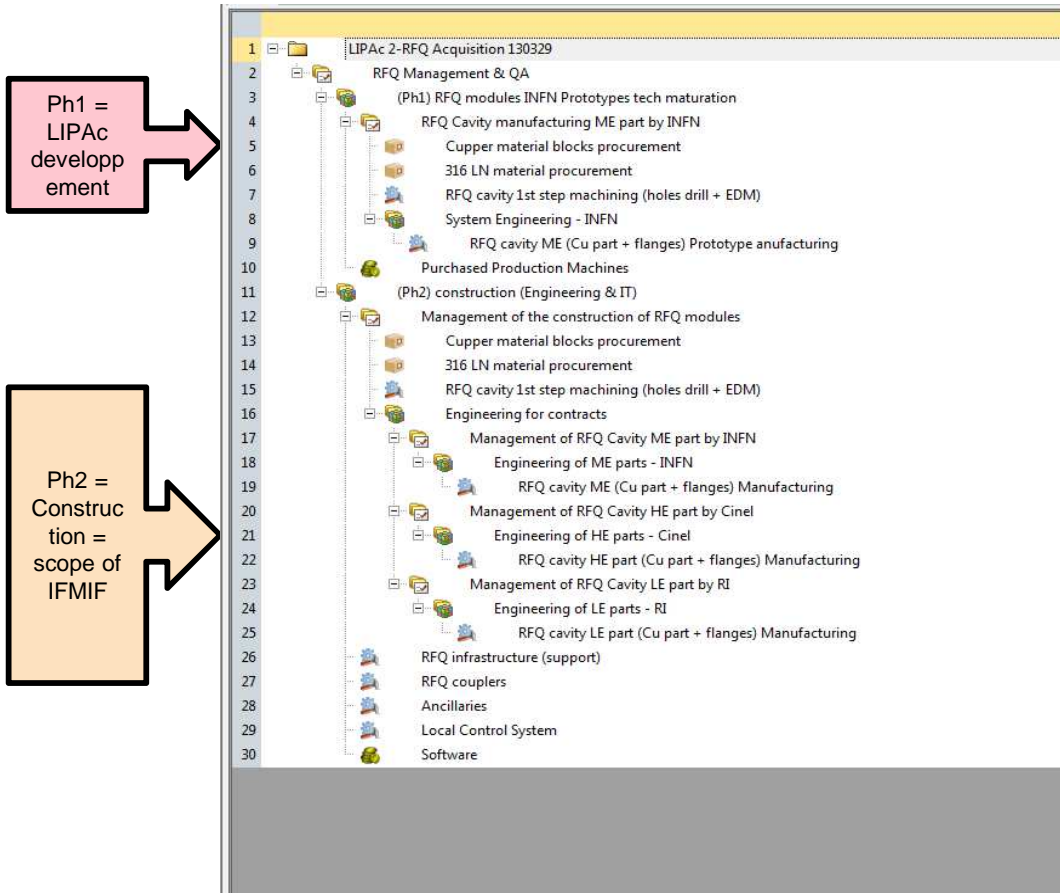 Ph1 =
LIPAc
developp
ement
Ph2 =
Construc
tion =
scope of
IFMIF
1 LIPAc 2-RFQ Acquisition 130329
2 RFQ Management & QA
3 (Ph1) RFQ modules INFN Prototypes tech maturation
4 RFQ Cavity manufacturing ME part by INFN
5 Cupper material blocks procurement
6 316 LN material procurement
7 RFQ cavity 1st step machining (holes drill + EDM)
8 System Engineering - INFN
9 RFQ cavity ME (Cu part + flanges) Prototype anufacturing
10 Purchased Production Machines
11 (Ph2) construction (Engineering & IT)
12 Management of the construction of RFQ modules
13 Cupper material blocks procurement
14 316 LN material procurement
15 RFQ cavity 1st step machining (holes drill + EDM)
16 Engineering for contracts
17 Management of RFQ Cavity ME part by INFN
18 Engineering of ME parts - INFN
19 RFQ cavity ME (Cu part + flanges) Manufacturing
20 Management of RFQ Cavity HE part by Cinel
21 Engineering of HE parts - Cinel
22 RFQ cavity HE part (Cu part + flanges) Manufacturing
23 Management of RFQ Cavity LE part by RI
24 Engineering of LE parts - RI
25 RFQ cavity LE part (Cu part + flanges) Manufacturing
26 RFQ infrastructure (support)
27 RFQ couplers
28 Ancillaries
29 Local Control System
30 Software